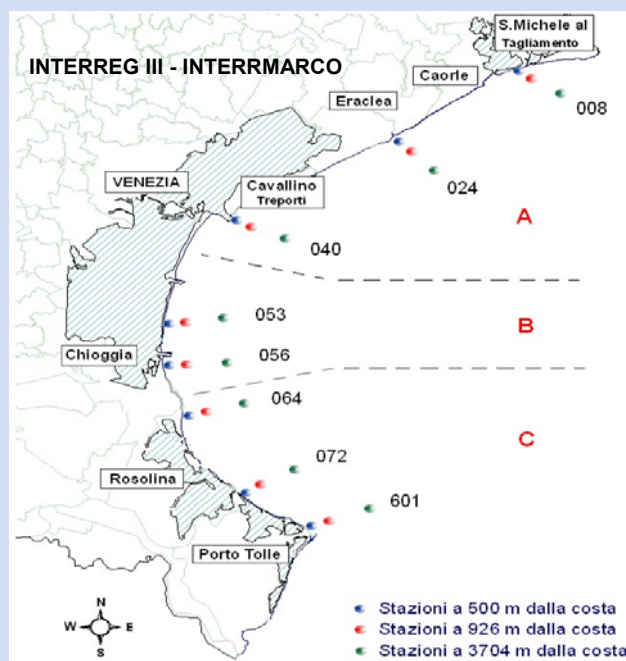 S.Michele al
Tagliamento
INTERREG III - INTERRMARCO
Caorle
Eraclea
008
024
VENEZIA
Cavallino
Treporti
A
040
053
B
Chioggia
056
064
C
072
Rosolina
601
Porto Tolle
N
W E
S
Stazioni a 500 m dalla costa
Stazioni a 926 m dalla costa
Stazioni a 3704 m dalla costa